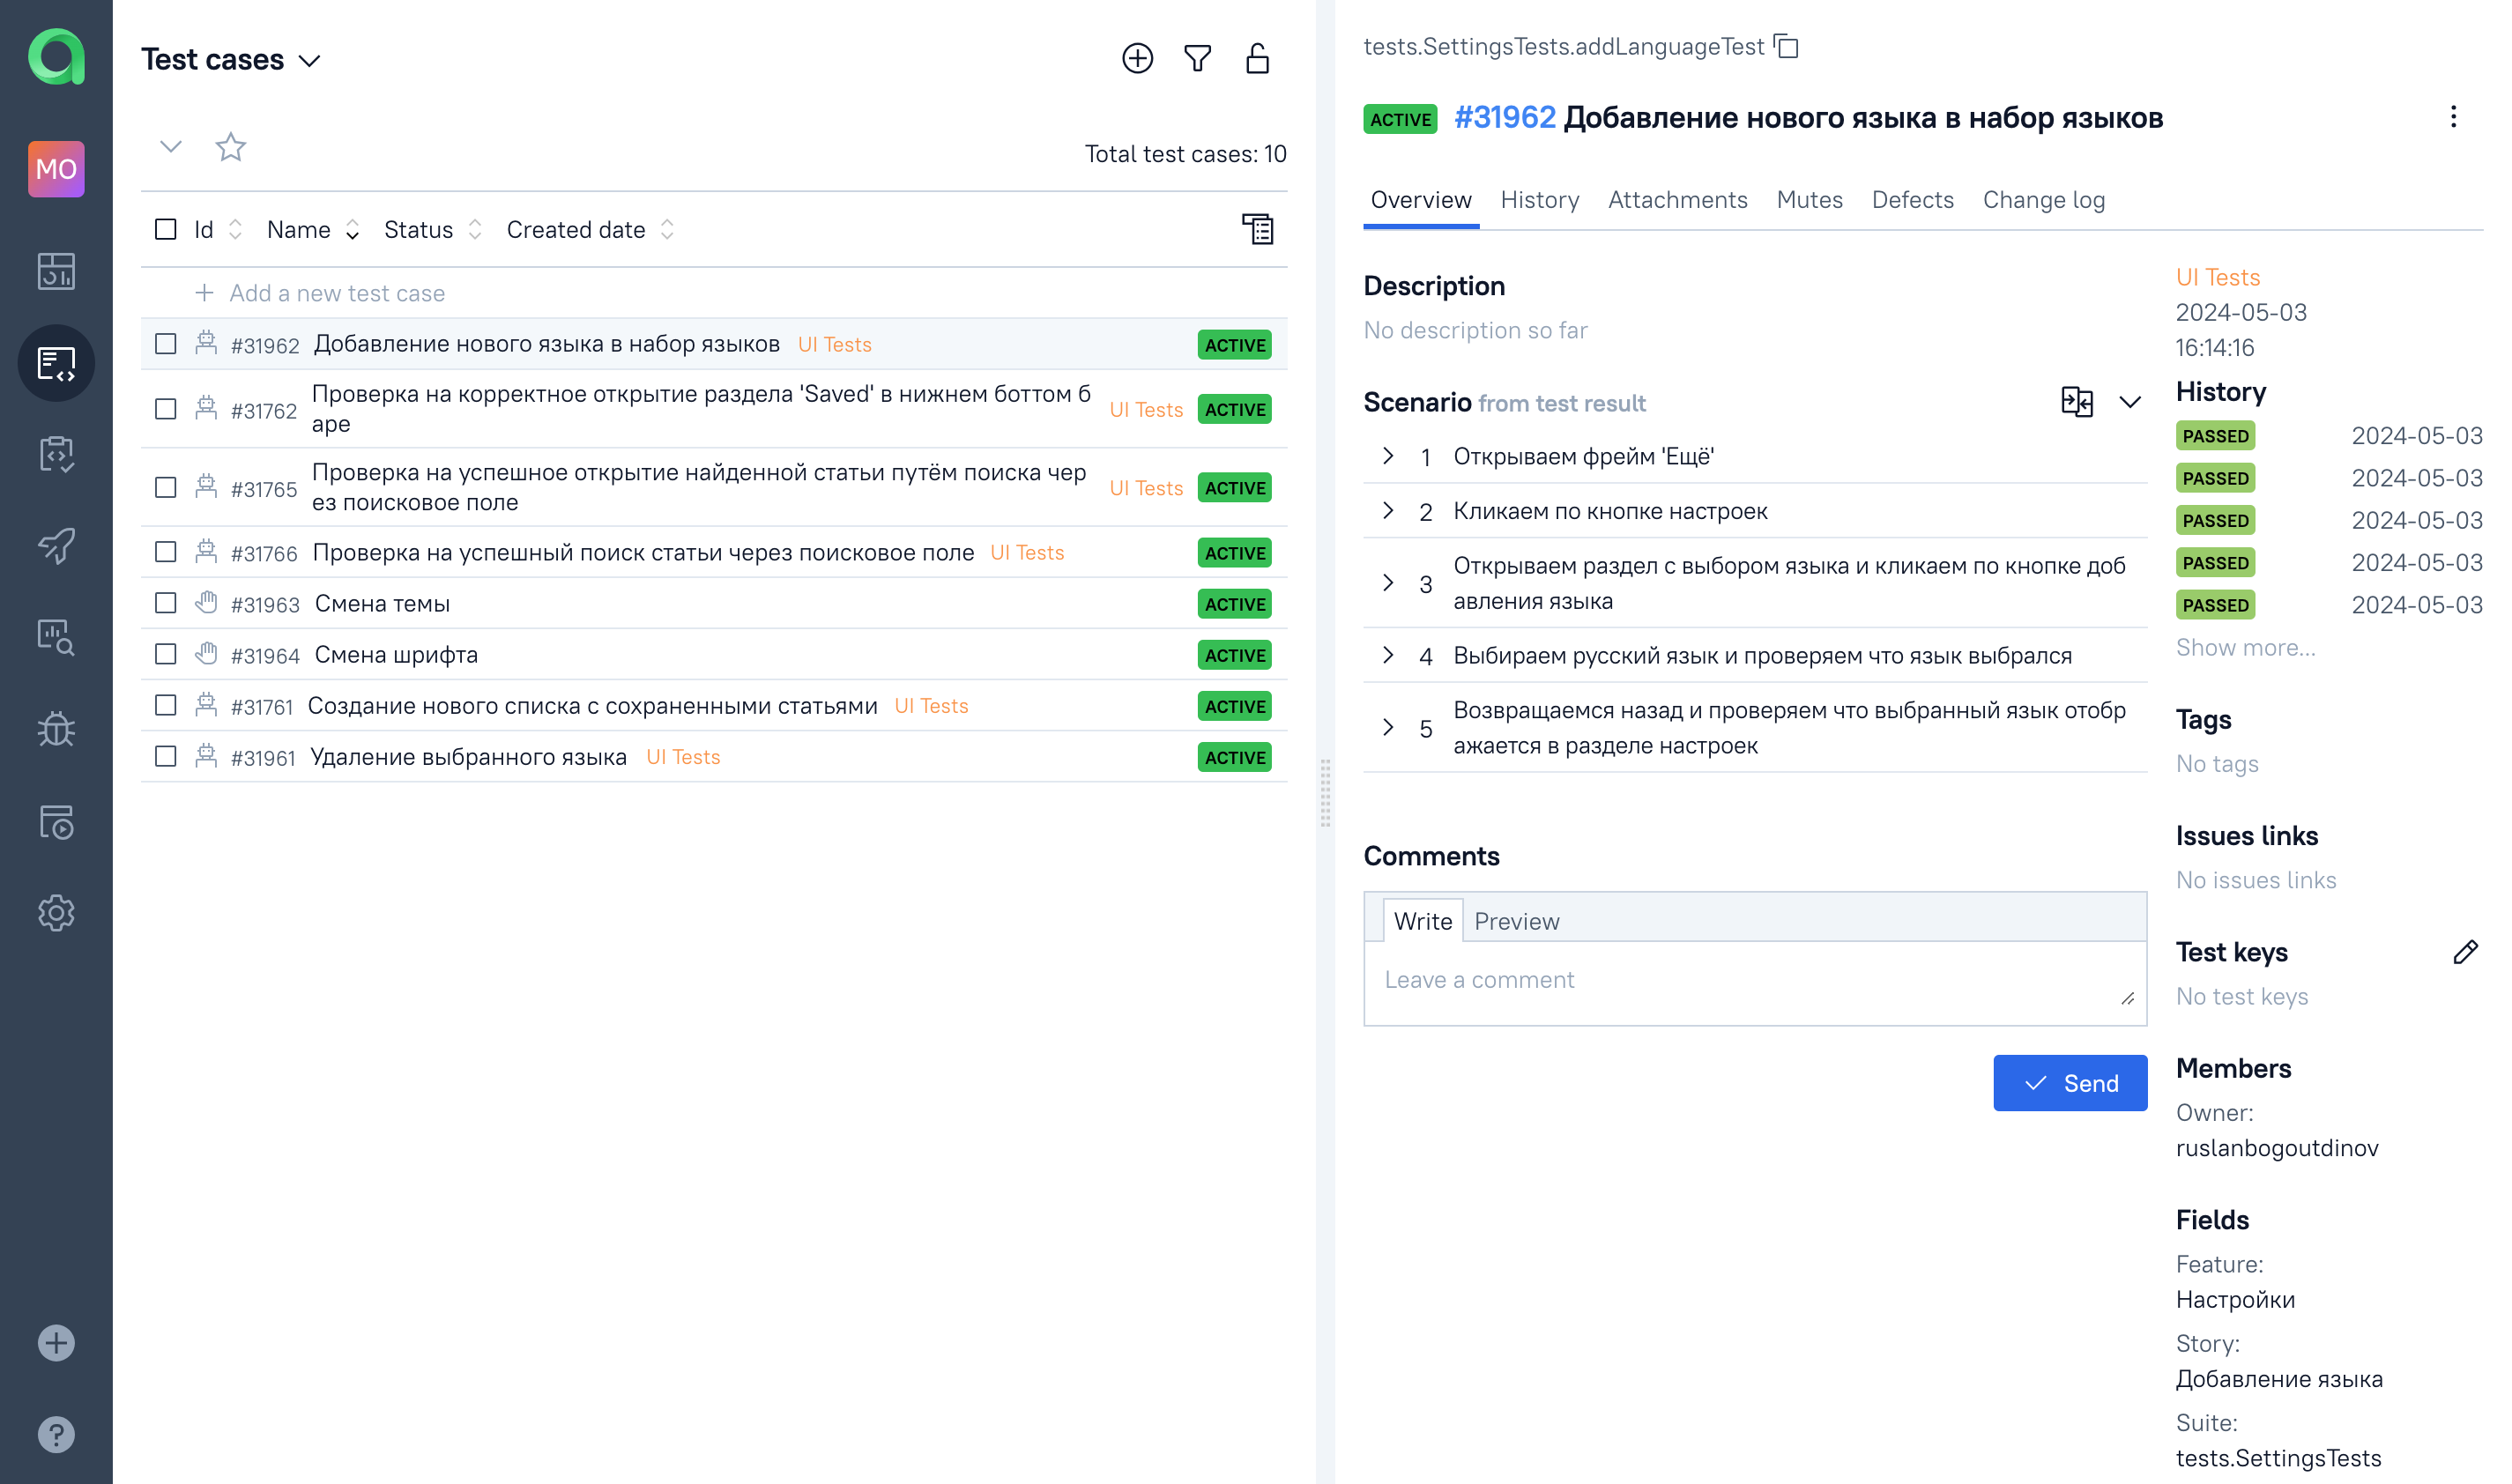 MO
Test cases
Total test cases: 10
Id Name Status Created date
Add a new test case
#31962 Добавление нового языка в набор языков UI Tests ACTIVE
#31762 Проверка на корректное открытие раздела 'Saved' в нижнем боттом б
аре UI Tests ACTIVE
#31765 Проверка на успешное открытие найденной статьи путём поиска чер
ез поисковое поле UI Tests ACTIVE
#31766 Проверка на успешный поиск статьи через поисковое поле UI Tests ACTIVE
#31963 Смена темы ACTIVE
#31964 Смена шрифта ACTIVE
#31761 Создание нового списка с сохраненными статьями UI Tests ACTIVE
#31961 Удаление выбранного языка UI Tests ACTIVE
tests.SettingsTests.addLanguageTest
ACTIVE #31962 Добавление нового языка в набор языков
Overview History Attachments Mutes Defects Change log
Description
No description so far
Scenario from test result
1 Открываем фрейм 'Ещё'
2 Кликаем по кнопке настроек
3 Открываем раздел с выбором языка и кликаем по кнопке доб
авления языка
4 Выбираем русский язык и проверяем что язык выбрался
5 Возвращаемся назад и проверяем что выбранный язык отобр
ажается в разделе настроек
Comments
Write Preview
Leave a comment
Send
UI Tests
2024-05-03
16:14:16
History
PASSED 2024-05-03
PASSED 2024-05-03
PASSED 2024-05-03
PASSED 2024-05-03
PASSED 2024-05-03
Show more...
Tags
No tags
Issues links
No issues links
Test keys
No test keys
Members
Owner:
ruslanbogoutdinov
Fields
Feature:
Настройки
Story:
Добавление языка
Suite:
tests.SettingsTests